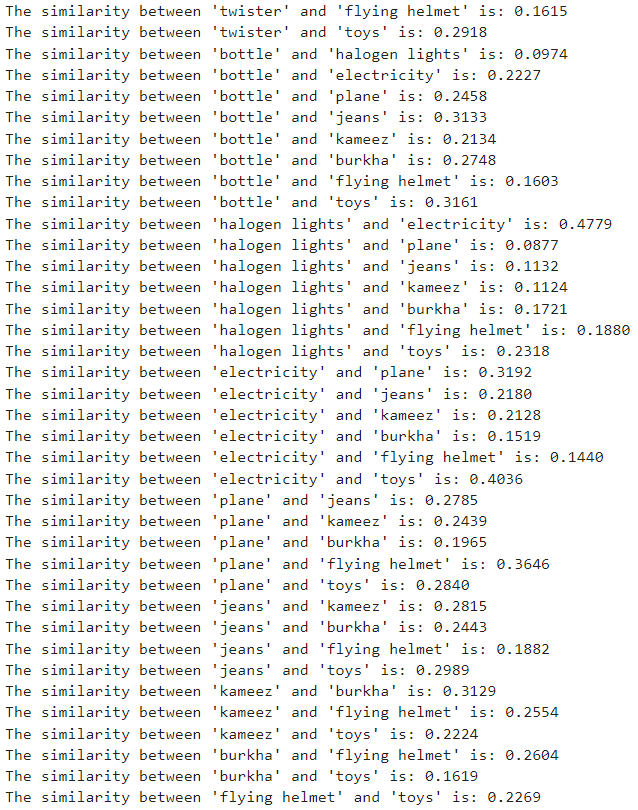 The similarity between 'twister' and 'flying helmet' is: 0.1615
The similarity between 'twister' and 'toys' is: 0.2918
The similarity between 'bottle' and 'halogen lights' is: 0.0974
The similarity between 'bottle' and 'electricity' is: 0.2227
The similarity between 'bottle' and 'plane' is: 0.2458
The similarity between 'bottle' and 'jeans' is: 0.3133
The similarity between 'bottle' and 'kameez' is: 0.2134
The similarity between 'bottle' and 'burkha' is: 0.2748
The similarity between 'bottle' and 'flying helmet' is: 0.1603
The similarity between 'bottle' and 'toys' is: 0.3161
The similarity between 'halogen lights' and 'electricity' is: 0.4779
The similarity between 'halogen lights' and 'plane' is: 0.0877
The similarity between 'halogen lights' and 'jeans' is: 0.1132
The similarity between 'halogen lights' and 'kameez' is: 0.1124
The similarity between 'halogen lights' and 'burkha' is: 0.1721
The similarity between 'halogen lights' and 'flying helmet' is: 0.1880
The similarity between 'halogen lights' and 'toys' is: 0.2318
The similarity between 'electricity' and 'plane' is: 0.3192
The similarity between 'electricity' and 'jeans' is: 0.2180
The similarity between 'electricity' and 'kameez' is: 0.2128
The similarity between 'electricity' and 'burkha' is: 0.1519
The similarity between 'electricity' and 'flying helmet' is: 0.1440
The similarity between 'electricity' and 'toys' is: 0.4036
The similarity between 'plane' and 'jeans' is: 0.2785
The similarity between 'plane' and 'kameez' is: 0.2439
The similarity between 'plane' and 'burkha' is: 0.1965
The similarity between 'plane' and 'flying helmet' is: 0.3646
The similarity between 'plane' and 'toys' is: 0.2840
The similarity between 'jeans' and 'kameez' is: 0.2815
The similarity between 'jeans' and 'burkha' is: 0.2443
The similarity between 'jeans' and 'flying helmet' is: 0.1882
The similarity between 'jeans' and 'toys' is: 0.2989
The similarity between 'kameez' and 'burkha' is: 0.3129
The similarity between 'kameez' and 'flying helmet' is: 0.2554
The similarity between 'kameez' and 'toys' is: 0.2224
The similarity between 'burkha' and 'flying helmet' is: 0.2604
The similarity between 'burkha' and 'toys' is: 0.1619
The similarity between 'flying helmet' and 'toys' is: 0.2269